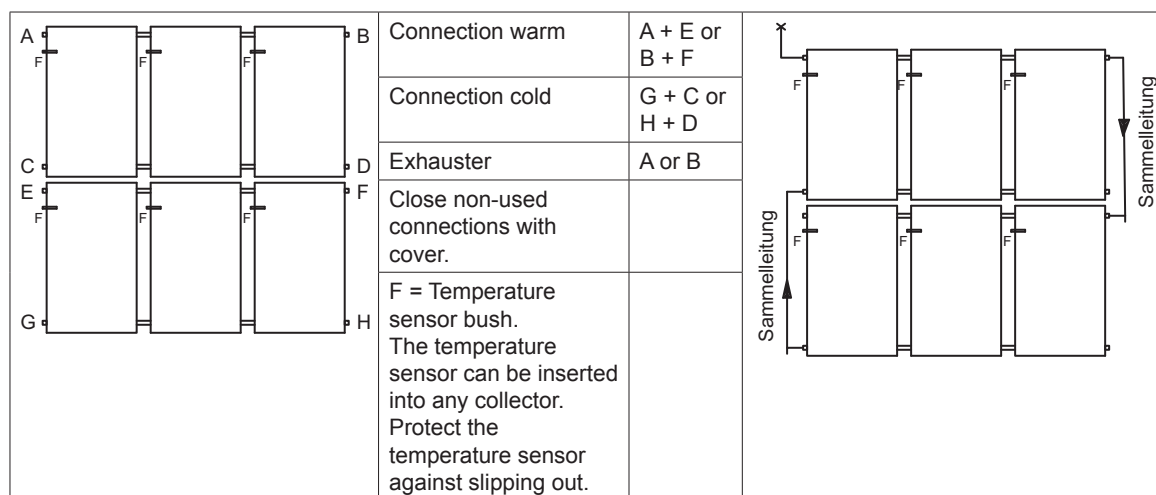 A
B
F
F
F
C
D
E
F
F
F
F
G
H
Connection warm
A + E or
B + F
Connection cold
G + C or
H + D
Exhauster
A or B
Close non-used
connections with
cover.
F = Temperature
sensor bush.
The temperature
sensor can be inserted
into any collector.
Protect the
temperature sensor
against slipping out.
F
F
F
Sammelleitung
F
F
F
Sammelleitung